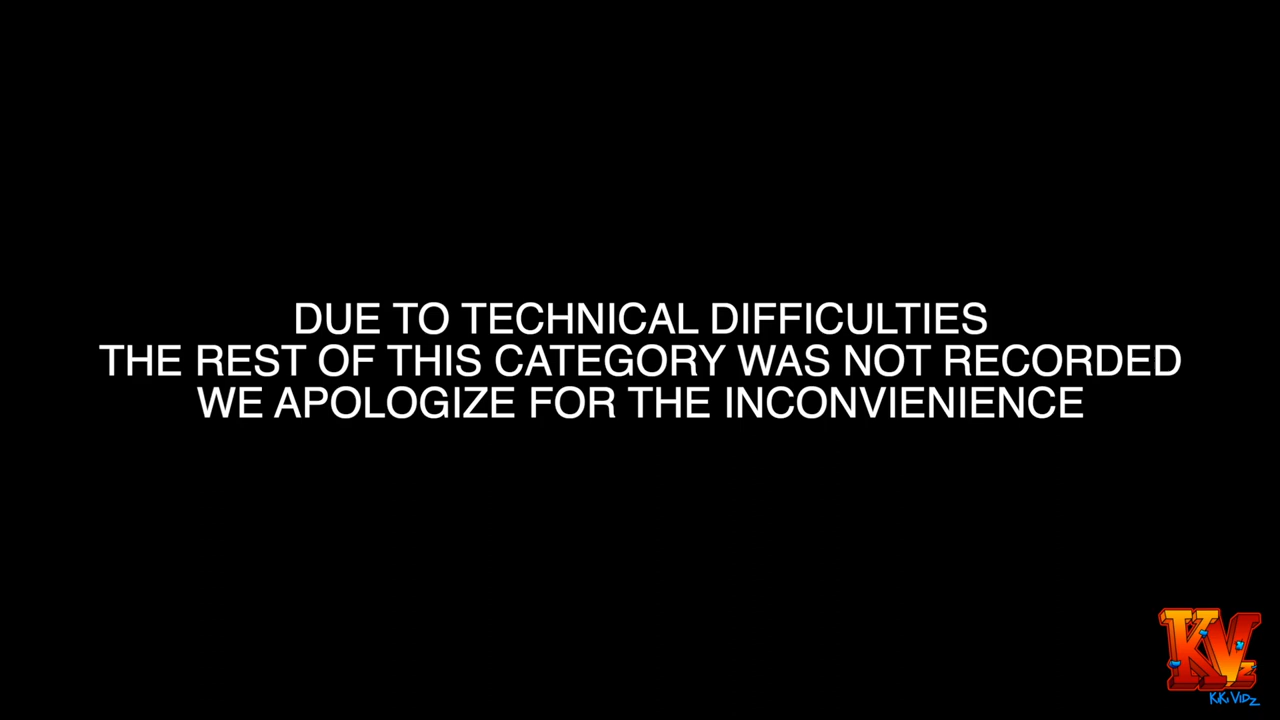 DUE TO TECHNICAL DIFFICULTIES
THE REST OF THIS CATEGORY WAS NOT RECORDED
WE APOLOGIZE FOR THE INCONVIENIENCE
KVz
KiKi VIDZ